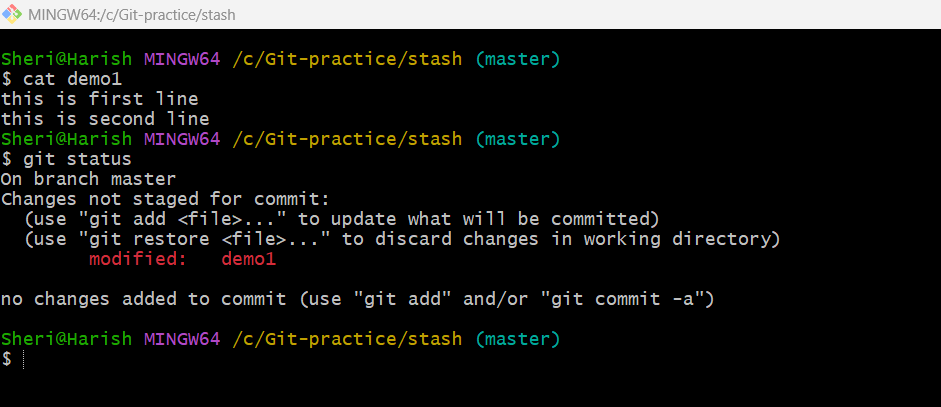 MINGW64:/c/Git-practice/stash
Sheri@Harish MINGW64 /c/Git-practice/stash (master)
$ cat demo1
this is first line
this is second line
Sheri@Harish MINGW64 /c/Git-practice/stash (master)
$ git status
On branch master
Changes not staged for commit:
  (use "git add <file>..." to update what will be committed)
  (use "git restore <file>..." to discard changes in working directory)
        modified:   demo1
no changes added to commit (use "git add" and/or "git commit -a")
Sheri@Harish MINGW64 /c/Git-practice/stash (master)
$